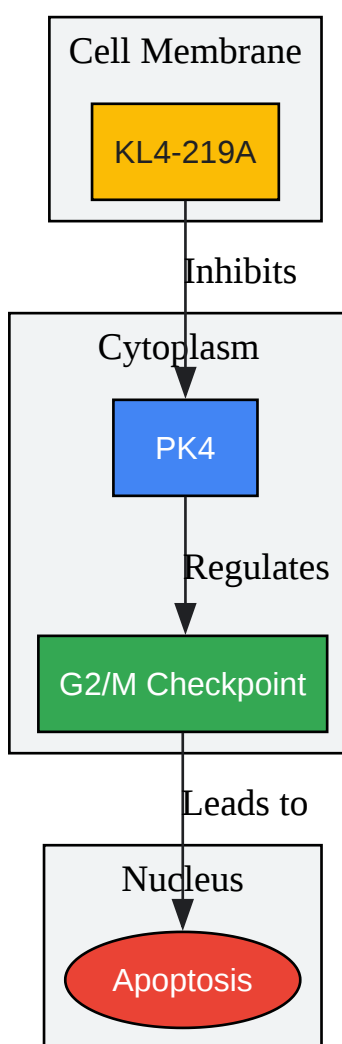 Cell Membrane
KL4-219A
Inhibits
Cytoplasm
PK4
Regulates
G2/M Checkpoint
Leads to
Nucleus
Apoptosis